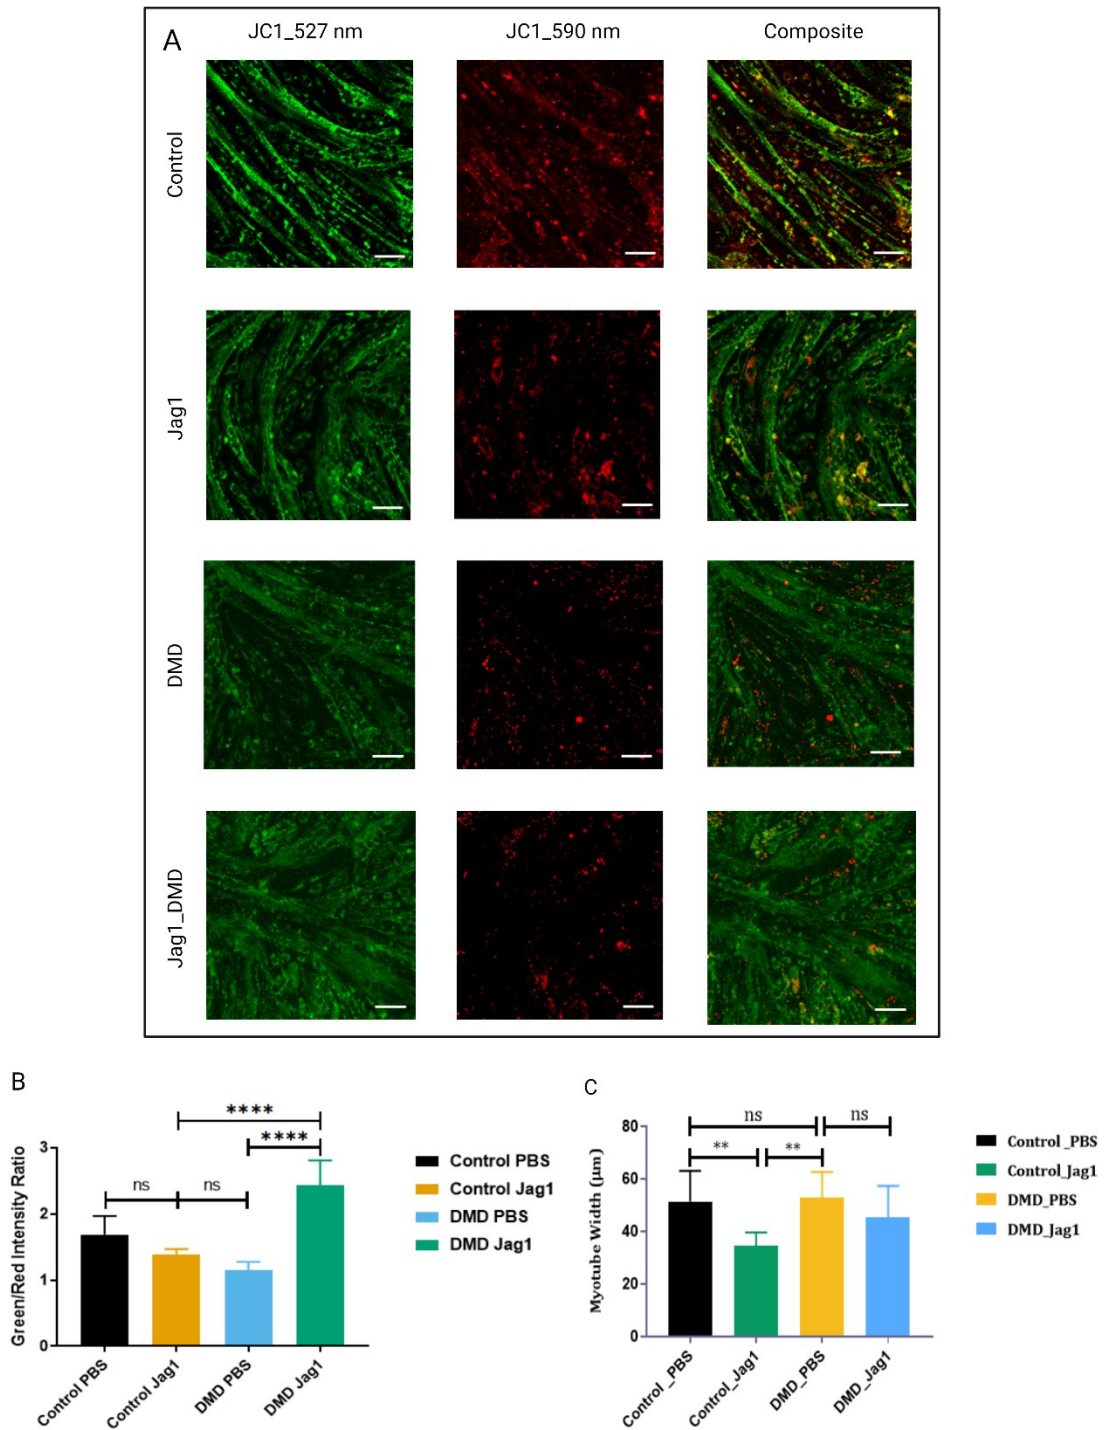 A
JC1_527 nm
JC1_590 nm
Composite
Control
Jag1
DMD
Jag1_DMD
B
****
****
ns
ns
Green/Red Intensity Ratio
3
2
1
0
Control PBS
Control Jag1
DMD PBS
DMD Jag1
Control PBS
Control Jag1
DMD PBS
DMD Jag1
C
ns
ns
**
**
Myotube Width (μm)
80
60
40
20
0
Control_PBS
Control_Jag1
DMD_PBS
DMD_Jag1
Control_PBS
Control_Jag1
DMD_PBS
DMD_Jag1